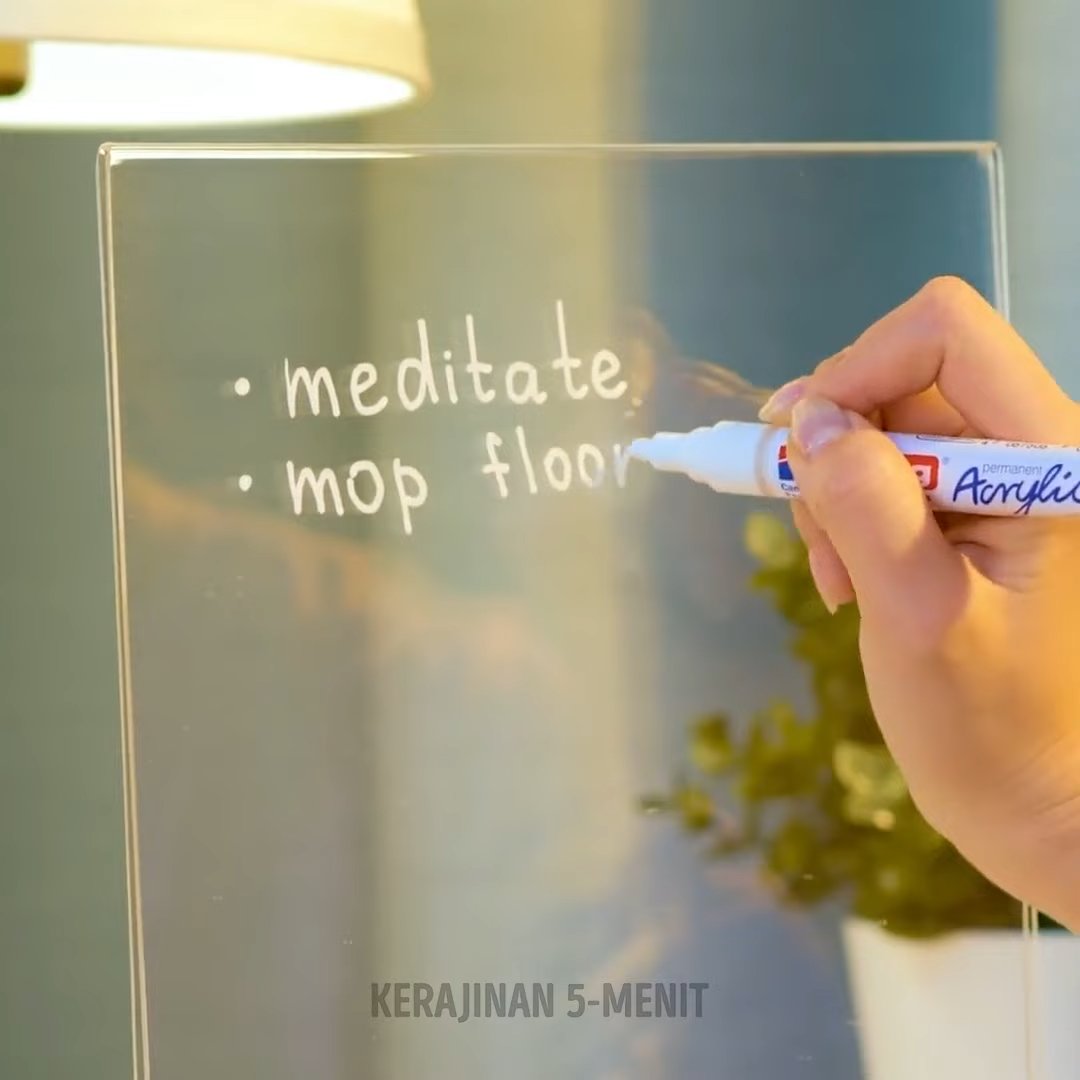 • meditate
• mop floor
permanent
Acrylic
KERAJINAN 5-MENIT